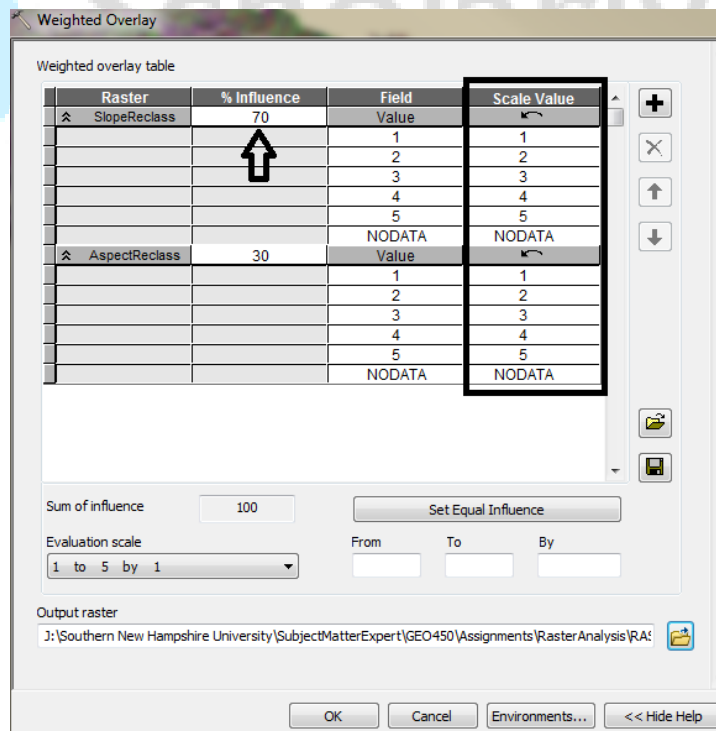 Weighted Overlay
Weighted overlay table
Raster % Influence Field Scale Value
SlopeReclass 70 Value
1 1
2 2
3 3
4 4
5 5
NODATA NODATA
AspectReclass 30 Value
1 1
2 2
3 3
4 4
5 5
NODATA NODATA
Sum of influence 100 Set Equal Influence
Evaluation scale From To By
1 to 5 by 1
Output raster
J:\Southern New Hampshire University\SubjectMatterExpert\GEO450\Assignments\RasterAnalysis\RAS
OK Cancel Environments... << Hide Help